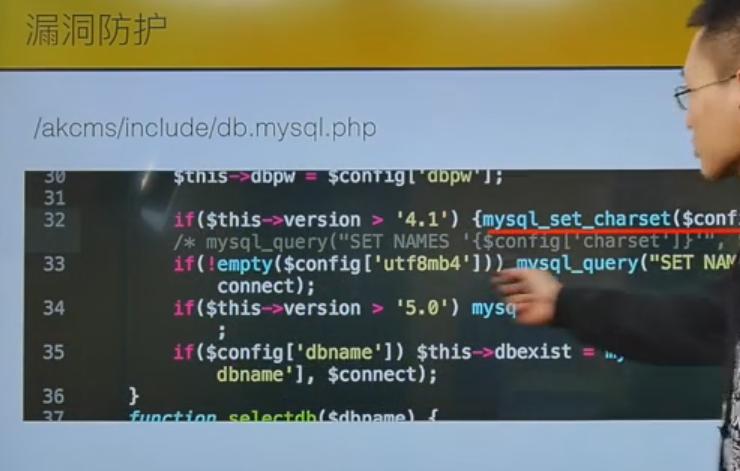 漏洞防护
/akcms/include/db.mysql.php
30 $this->dbpw = $config['dbpw'];
31
32 if($this->version > '4.1') {mysql_set_charset($conf
/* mysql_query("SET NAMES '{$config['charset']}'",
33 if(!empty($config['utf8mb4'])) mysql_query("SET NAM
connect);
34 if($this->version > '5.0') mysq
;
35 if($config['dbname']) $this->dbexist =
dbname'], $connect);
36 }
37 function selectdb($dbname) {